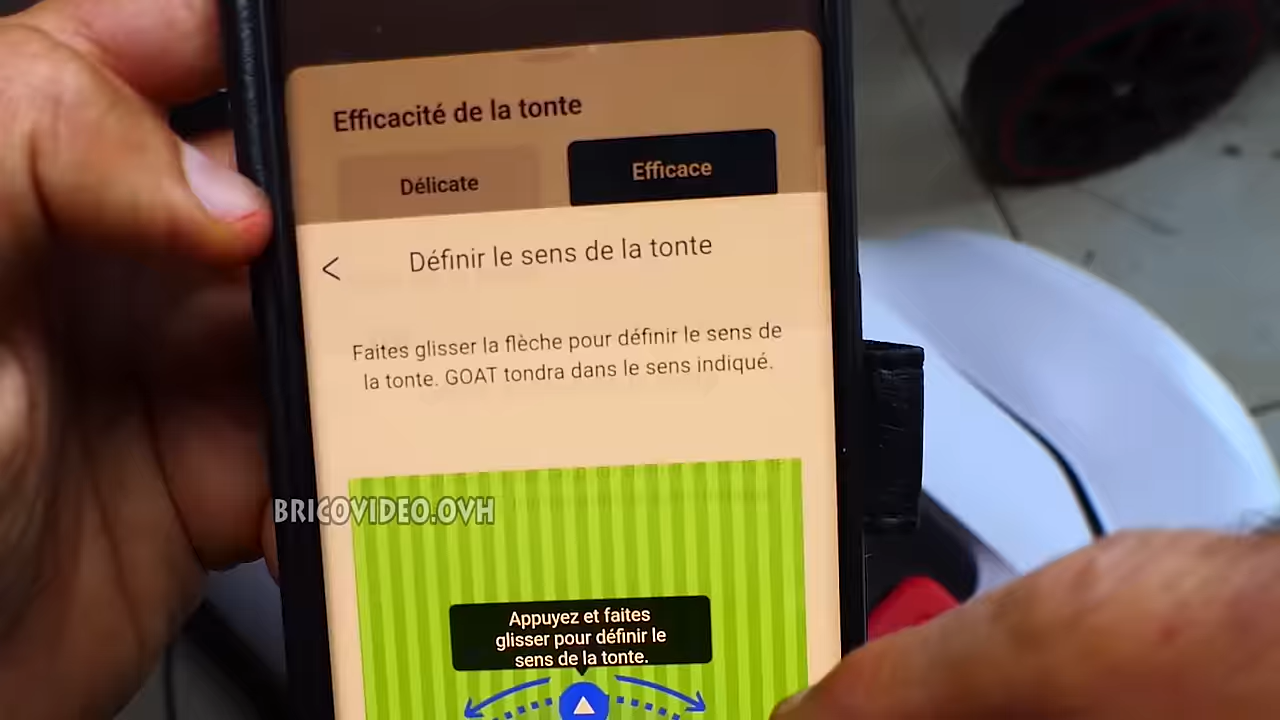 Efficacité de la tonte
Délicate
Efficace
<
Définir le sens de la tonte
Faites glisser la flèche pour définir le sens de
la tonte. GOAT tondra dans le sens indiqué.
BRICOVIDEO.OVH
Appuyez et faites
glisser pour définir le
sens de la tonte.